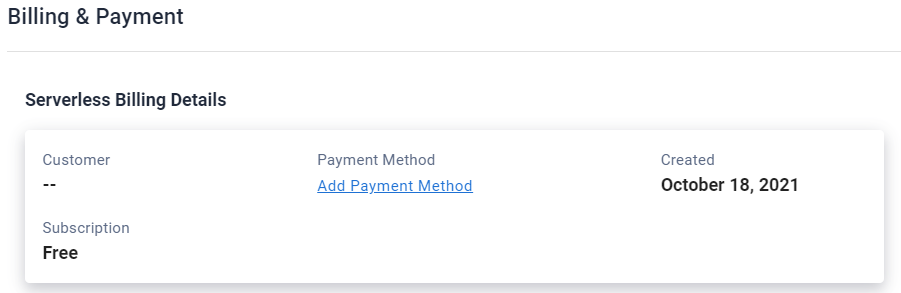 Billing & Payment
Serverless Billing Details
Customer
--
Payment Method
Add Payment Method
Created
October 18, 2021
Subscription
Free